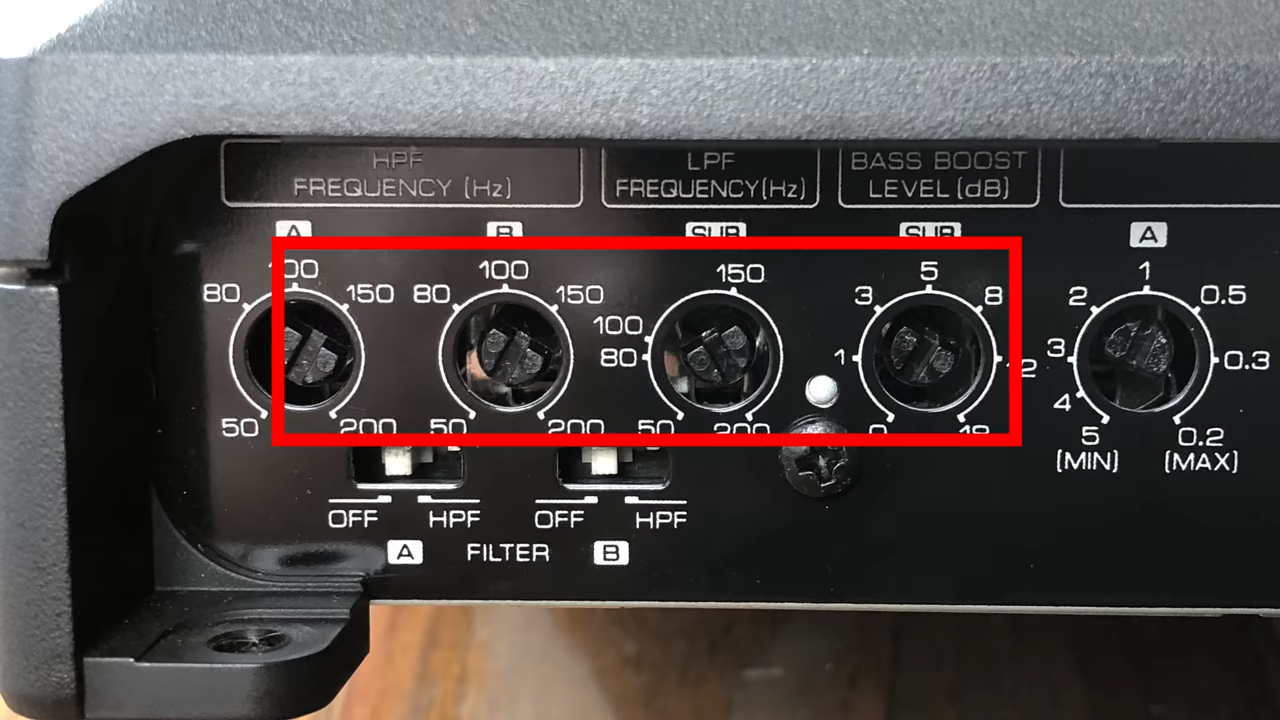 HPF
FREQUENCY (Hz)
LPF
FREQUENCY(Hz)
BASS BOOST
LEVEL (dB)
A
B
SUB
SUB
A
100
80
150
50
200
100
80
150
50
200
150
100
80
50
200
5
3
8
1
12
0
18
1
2
0.5
3
0.3
4
5
(MIN)
0.2
(MAX)
OFF
HPF
OFF
HPF
A
FILTER
B